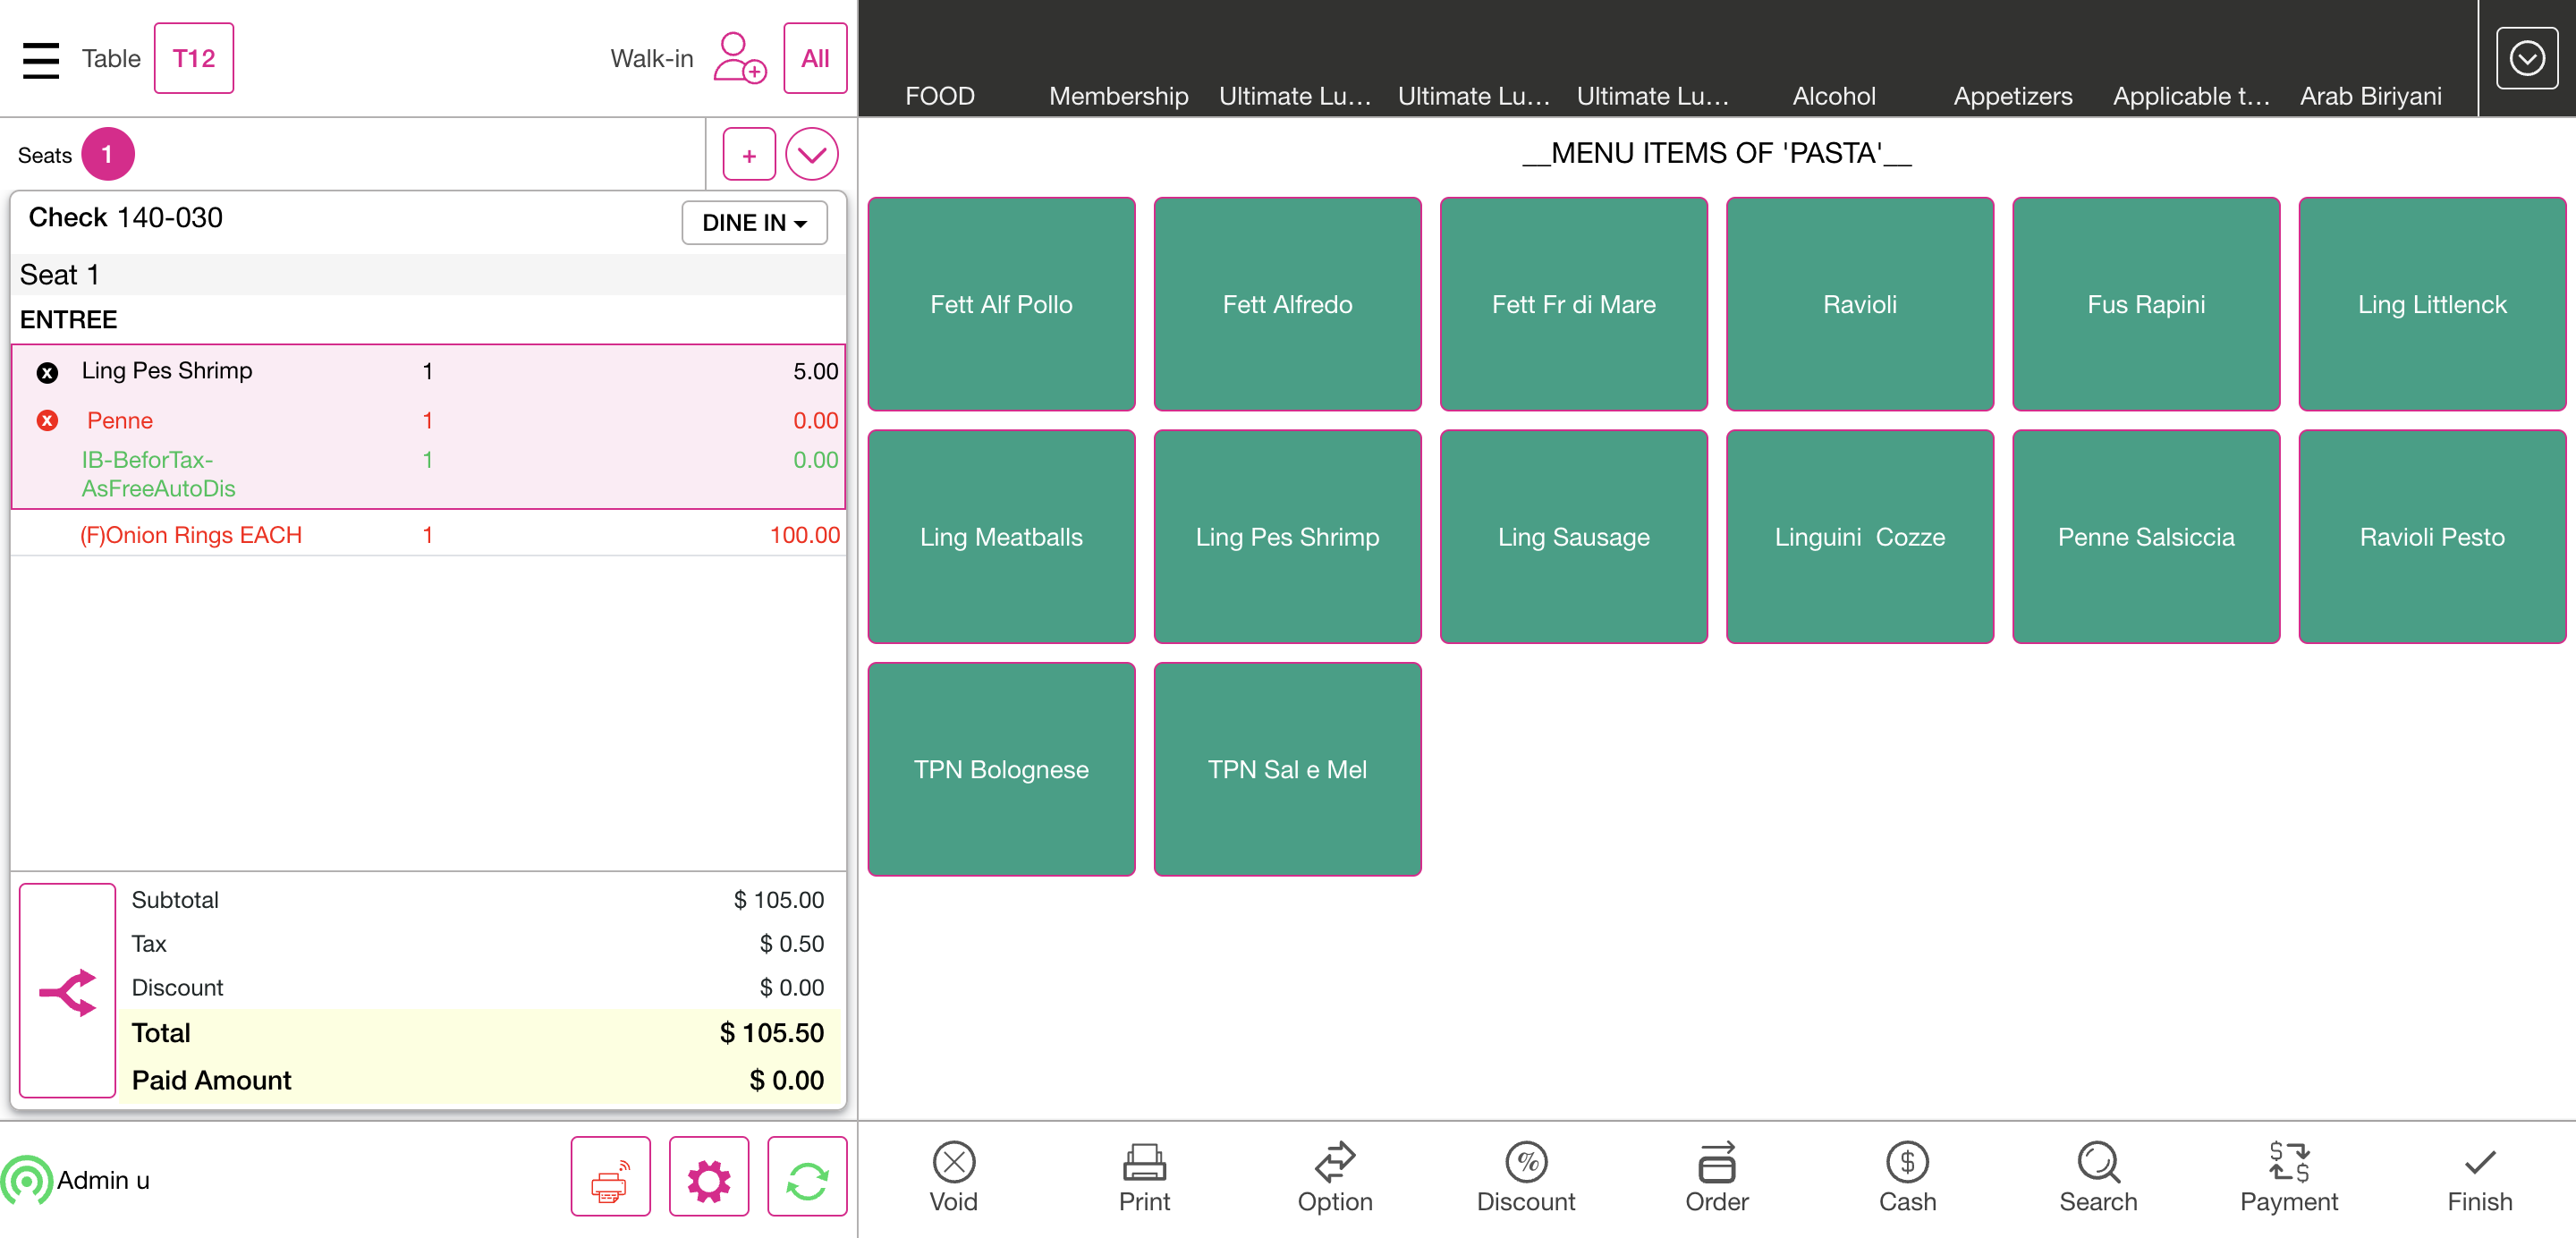 Table T12 Walk-in All
FOOD Membership Ultimate Lu... Ultimate Lu... Ultimate Lu... Alcohol Appetizers Applicable t... Arab Biriyani
Seats 1 +
Check 140-030 DINE IN
Seat 1
ENTREE
Ling Pes Shrimp 1 5.00
Penne 1 0.00
IB-BeforTax- 1 0.00
AsFreeAutoDis
(F)Onion Rings EACH 1 100.00
Subtotal $ 105.00
Tax $ 0.50
Discount $ 0.00
Total $ 105.50
Paid Amount $ 0.00
Admin u
__MENU ITEMS OF 'PASTA'__
Fett Alf Pollo Fett Alfredo Fett Fr di Mare Ravioli Fus Rapini Ling Littlenck
Ling Meatballs Ling Pes Shrimp Ling Sausage Linguini  Cozze Penne Salsiccia Ravioli Pesto
TPN Bolognese TPN Sal e Mel
Void Print Option Discount Order Cash Search Payment Finish